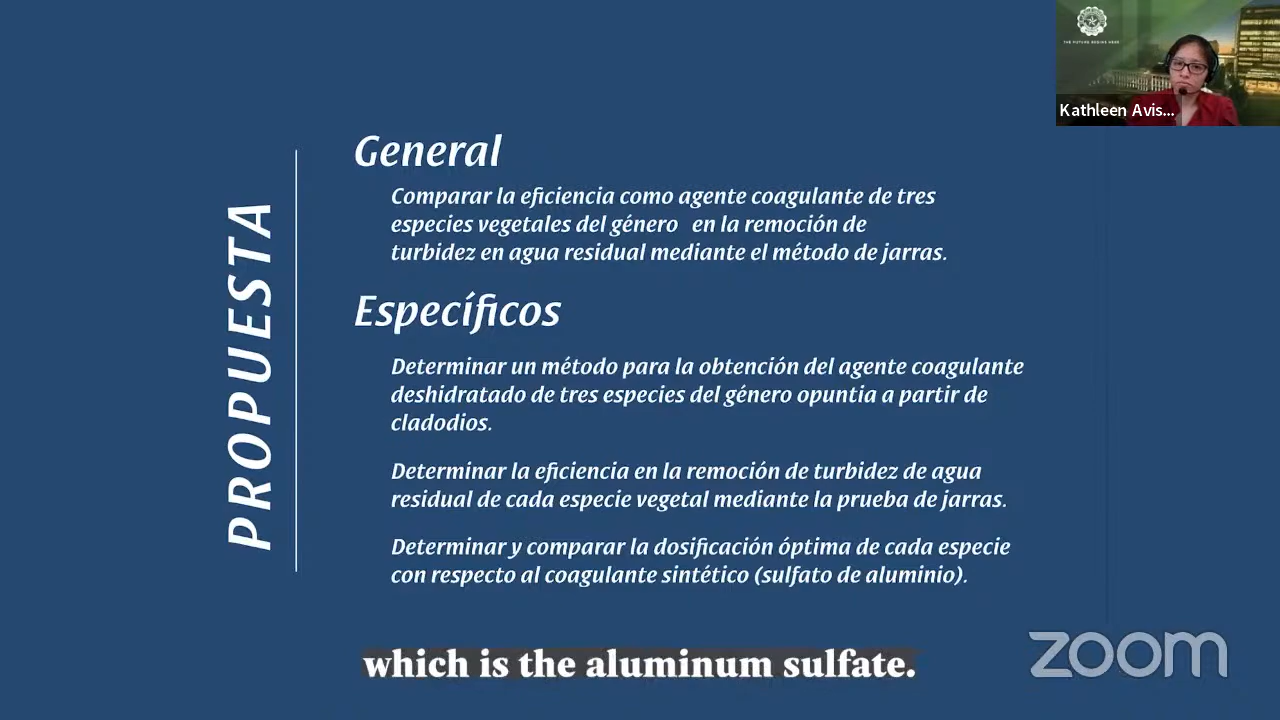 THE FUTURE BEGINS HERE
Kathleen Avis...
PROPUESTA
General
Comparar la eficiencia como agente coagulante de tres
especies vegetales del género en la remoción de
turbidez en agua residual mediante el método de jarras.
Específicos
Determinar un método para la obtención del agente coagulante
deshidratado de tres especies del género opuntia a partir de
cladodios.
Determinar la eficiencia en la remoción de turbidez de agua
residual de cada especie vegetal mediante la prueba de jarras.
Determinar y comparar la dosificación óptima de cada especie
con respecto al coagulante sintético (sulfato de aluminio).
which is the aluminum sulfate.
zoom